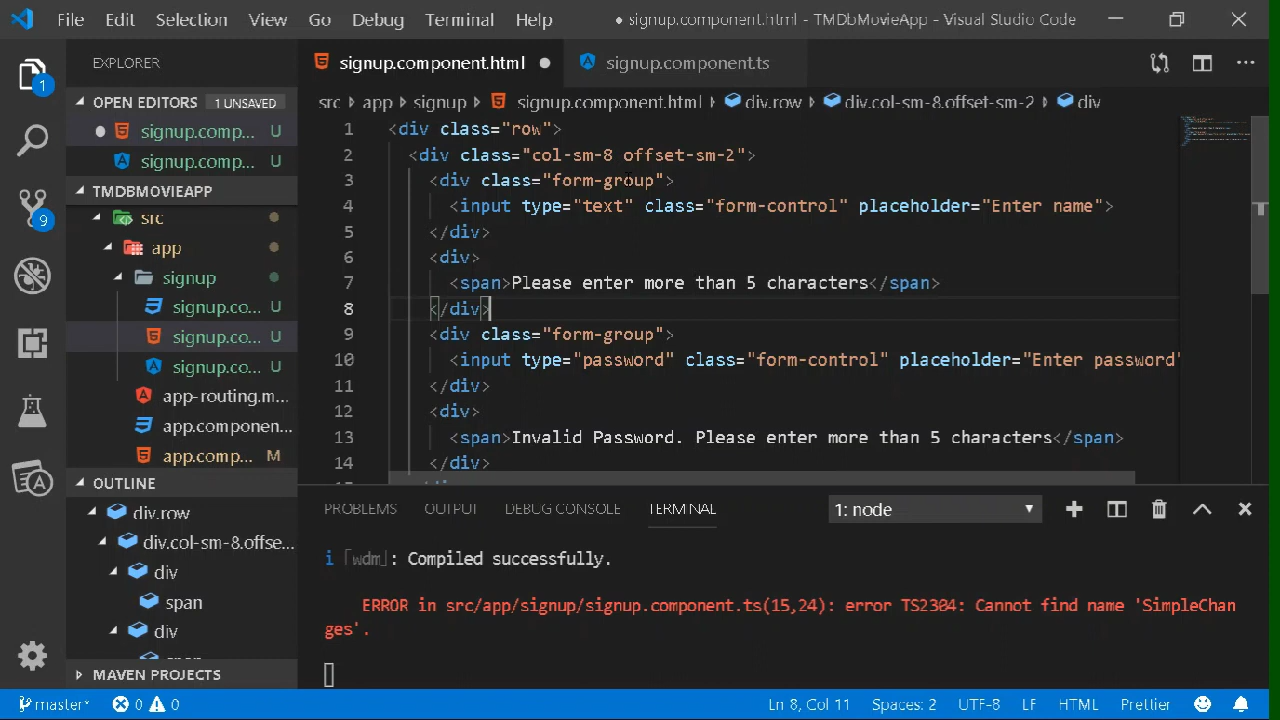 File Edit Selection View Go Debug Terminal Help
● signup.component.html - TMDbMovieApp - Visual Studio Code
EXPLORER
OPEN EDITORS 1 UNSAVED
signup.comp... U
signup.comp... U
TMDBMOVIEAPP
src
app
signup
signup.co... U
signup.co... U
signup.co... U
app-routing.m...
app.componen...
app.comp... M
OUTLINE
div.row
div.col-sm-8.offse...
div
span
div
MAVEN PROJECTS
1
9
signup.component.html
signup.component.ts
src › app › signup › signup.component.html › div.row › div.col-sm-8.offset-sm-2 › div
1 <div class="row">
2 <div class="col-sm-8 offset-sm-2">
3 <div class="form-group">
4 <input type="text" class="form-control" placeholder="Enter name">
5 </div>
6 <div>
7 <span>Please enter more than 5 characters</span>
8 </div>
9 <div class="form-group">
10 <input type="password" class="form-control" placeholder="Enter password"
11 </div>
12 <div>
13 <span>Invalid Password. Please enter more than 5 characters</span>
14 </div>
PROBLEMS OUTPUT DEBUG CONSOLE TERMINAL 1: node
i ｢wdm｣: Compiled successfully.
ERROR in src/app/signup/signup.component.ts(15,24): error TS2304: Cannot find name 'SimpleChan
ges'.
master* 0 0 Ln 8, Col 11 Spaces: 2 UTF-8 LF HTML Prettier